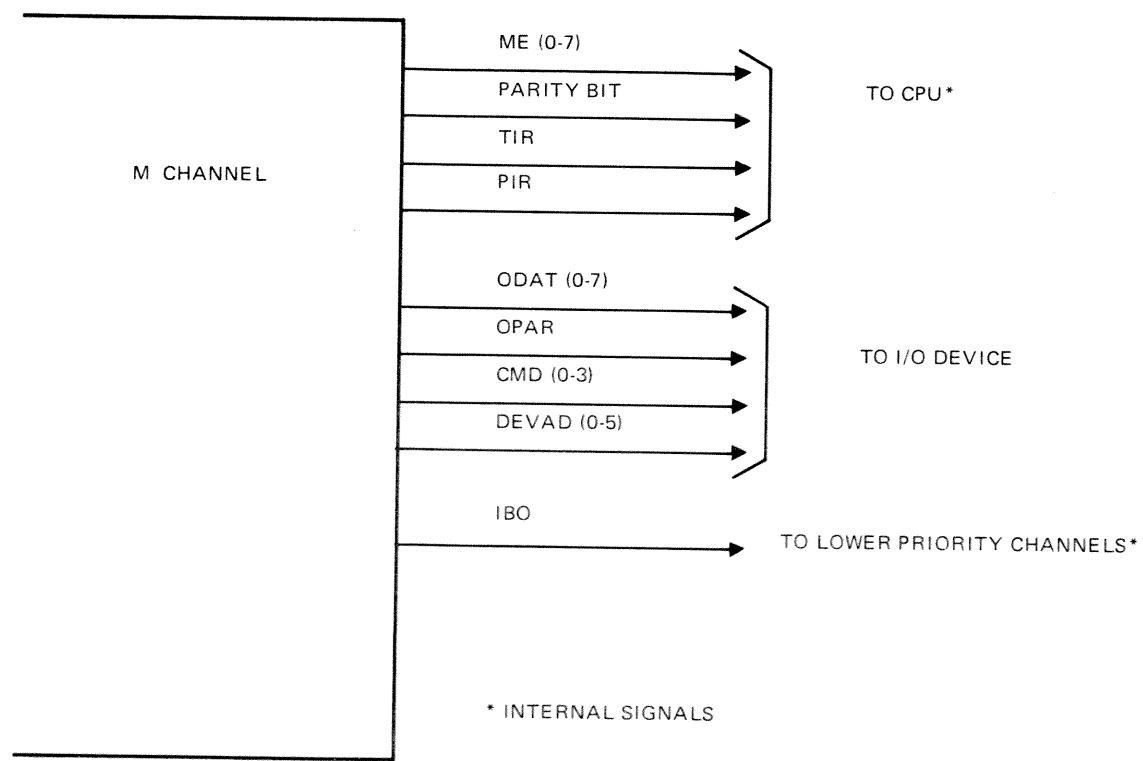 ME (0-7)
TO CPU*
PARITY BIT
TIR
M CHANNEL
PIR
ODAT (0-7)
OPAR
TO I/O DEVICE
CMD (0-3)
DEVAD (0-5)
IBO
TO LOWER PRIORITY CHANNELS*
* INTERNAL SIGNALS